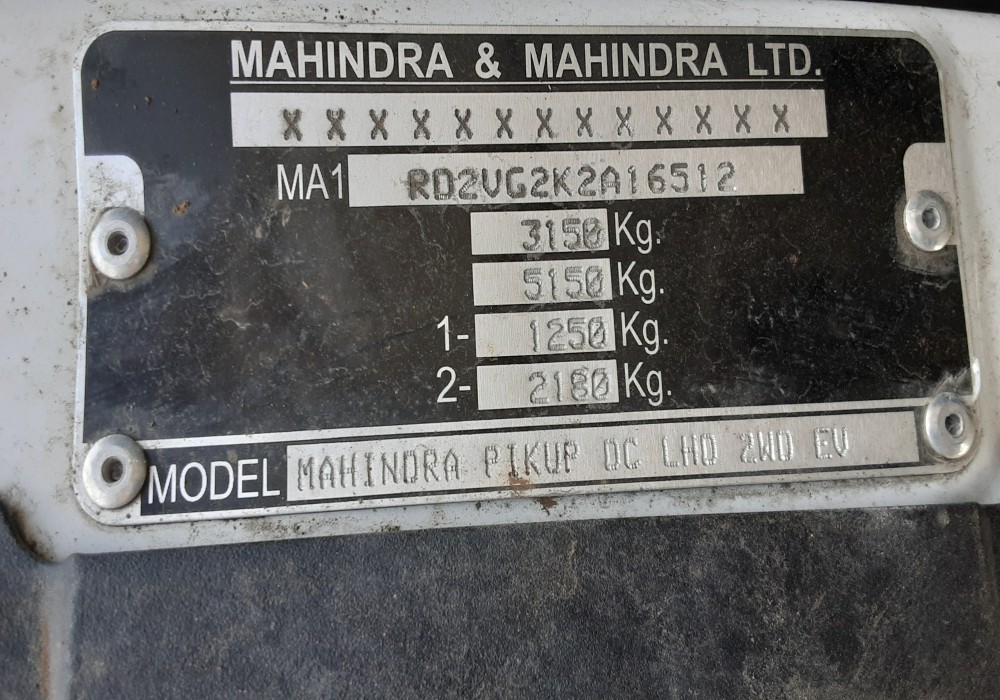 MAHINDRA & MAHINDRA LTD.
X X X X X X X X X X X X X
MA1 RD2VG2K2A16512
3150 Kg.
5150 Kg.
1- 1250 Kg.
2- 2180 Kg.
MODEL MAHINDRA PIKUP DC LHD 2WD EV